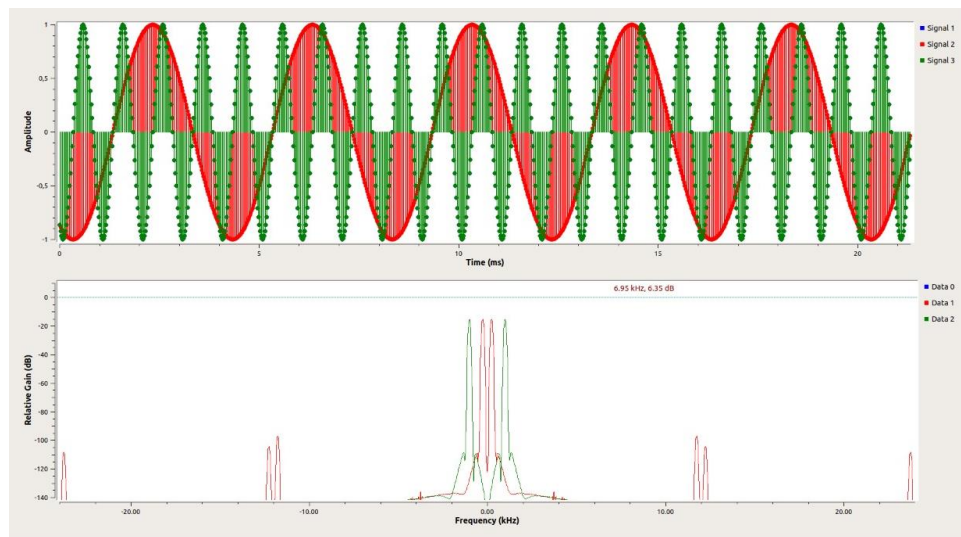 Amplitude
1
0,5
0
-0,5
-1
0
5
10
15
20
Time (ms)
Signal 1
Signal 2
Signal 3
Relative Gain (dB)
0
-20
-40
-60
-80
-100
-120
-140
6.95 kHz, 6.35 dB
-20.00
-10.00
0.00
10.00
20.00
Frequency (kHz)
Data 0
Data 1
Data 2